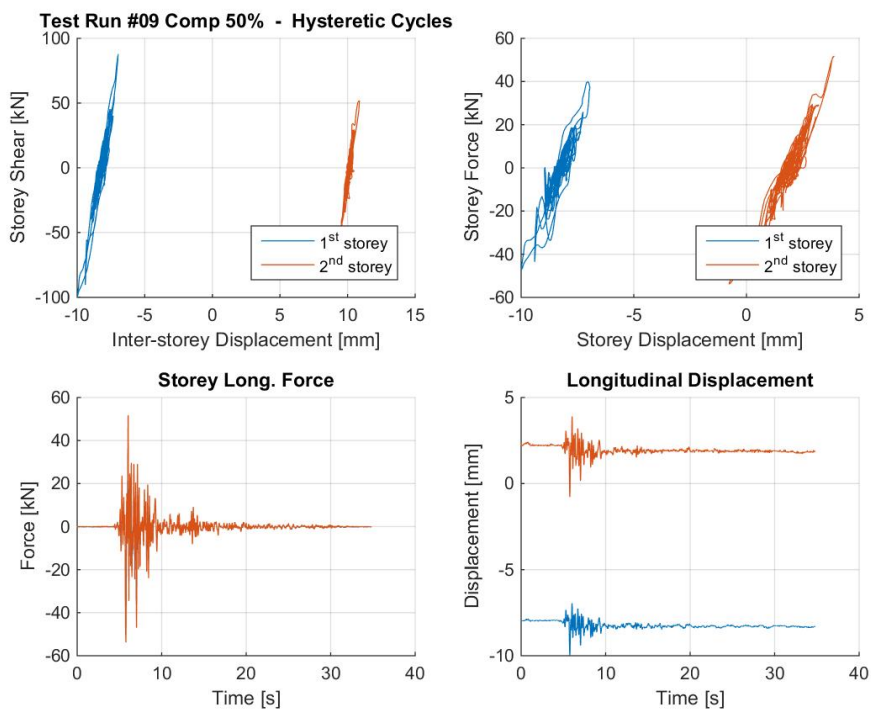 Test Run #09 Comp 50%  -  Hysteretic Cycles
Storey Shear [kN]
100
50
0
-50
-100
-10
-5
0
5
10
15
Inter-storey Displacement [mm]
1st storey
2nd storey
Storey Force [kN]
60
40
20
0
-20
-40
-60
-10
-5
0
5
Storey Displacement [mm]
1st storey
2nd storey
Storey Long. Force
Force [kN]
60
40
20
0
-20
-40
-60
0
10
20
30
40
Time [s]
Longitudinal Displacement
Displacement [mm]
5
0
-5
-10
0
10
20
30
40
Time [s]